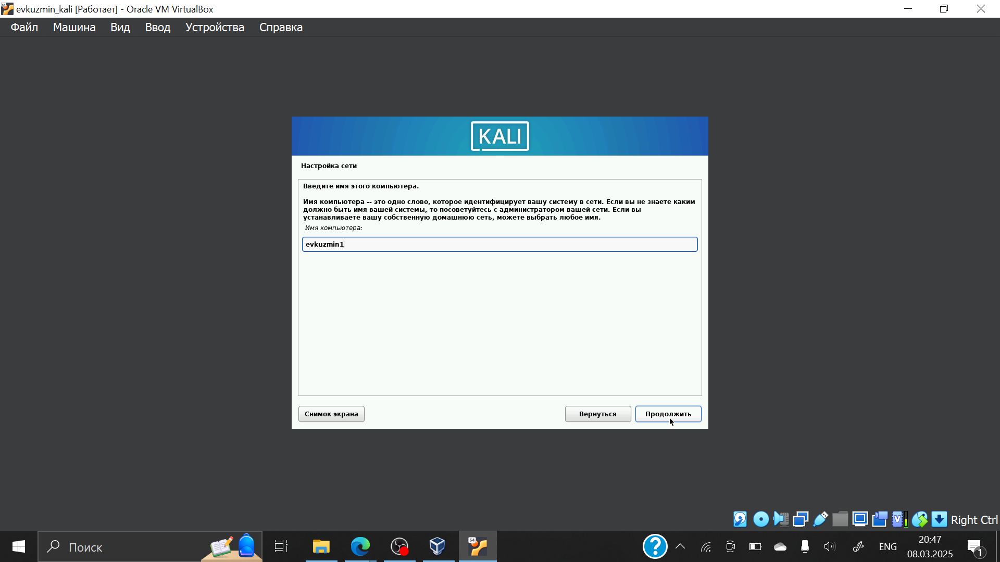 evkuzmin_kali [Работает] - Oracle VM VirtualBox
Файл Машина Вид Ввод Устройства Справка
KALI
Настройка сети
Введите имя этого компьютера.
Имя компьютера -- это одно слово, которое идентифицирует вашу систему в сети. Если вы не знаете каким
должно быть имя вашей системы, то посоветуйтесь с администратором вашей сети. Если вы
устанавливаете вашу собственную домашнюю сеть, можете выбрать любое имя.
Имя компьютера:
evkuzmin1
Снимок экрана Вернуться Продолжить
Right Ctrl
Поиск
64
ENG
20:47
08.03.2025
1